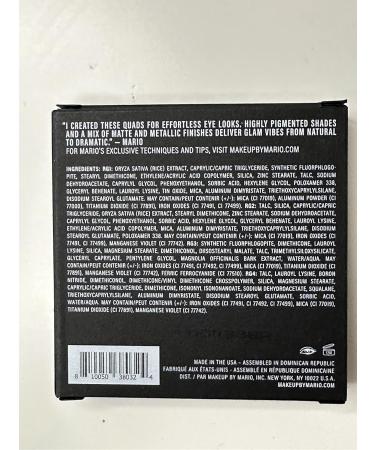 "I CREATED THESE QUADS FOR EFFORTLESS EYE LOOKS. HIGHLY PIGMENTED SHADES
AND A MIX OF MATTE AND METALLIC FINISHES DELIVER GLAM VIBES FROM NATURAL
TO DRAMATIC." – MARIO
FOR MARIO'S EXCLUSIVE TECHNIQUES AND TIPS, VISIT MAKEUPBYMARIO.COM
INGREDIENTS: RG1: ORYZA SATIVA (RICE) EXTRACT, CAPRYLIC/CAPRIC TRIGLYCERIDE, SYNTHETIC FLUORPHLOGO-
PITE, STEARYL DIMETHICONE, ETHYLENE/ACRYLIC ACID COPOLYMER, SILICA, ZINC STEARATE, TALC, SODIUM
DEHYDROACETATE, CAPRYLYL GLYCOL, PHENOXYETHANOL, SORBIC ACID, HEXYLENE GLYCOL, POLOXAMER 338,
GLYCERYL BEHENATE, LAUROYL LYSINE, TIN OXIDE, MICA, ALUMINUM DIMYRISTATE, TRIETHOXYCAPRYLYLSILANE,
DISODIUM STEAROYL GLUTAMATE. MAY CONTAIN/PEUT CONTENIR (+/-): MICA (CI 77019), ALUMINUM POWDER (CI
77000), TITANIUM DIOXIDE (CI 77891), IRON OXIDES (CI 77491, CI 77499). RG2: TALC, SILICA, CAPRYLIC/CAPRIC
TRIGLYCERIDE, ORYZA SATIVA (RICE) EXTRACT, STEARYL DIMETHICONE, ZINC STEARATE, SODIUM
DEHYDROACETATE, PHENOXYETHANOL, CAPRYLYL GLYCOL, SORBIC ACID, HEXYLENE GLYCOL, GLYCERYL BEHENATE, LAUROYL LYSINE,
ETHYLENE/ACRYLIC ACID COPOLYMER, MICA, ALUMINUM DIMYRISTATE, TRIETHOXYCAPRYLYLSILANE, DISODIUM STEAROYL
GLUTAMATE, POLOXAMER 338. MAY CONTAIN/PEUT CONTENIR (+/-): MICA (CI 77019), IRON OXIDES (CI 77491, CI 77492,
CI 77499), MANGANESE VIOLET (CI 77742). RG3: SYNTHETIC FLUORPHLOGOPITE, DIMETHICONE, LAUROYL
LYSINE, SILICA, MAGNESIUM STEARATE, DIMETHICONOL, DIISOSTEARYL MALATE, TALC, TRIMETHYLSILOXYSILICATE,
GLYCERYL CAPRYLATE, PENTYLENE GLYCOL, MAGNOLIA OFFICINALIS BARK EXTRACT, WATER/AQUA. MAY
CONTAIN/PEUT CONTENIR (+/-): IRON OXIDES (CI 77491, CI 77499), MICA (CI 77019), TITANIUM DIOXIDE (CI
77891), MANGANESE VIOLET (CI 77742), FERRIC FERROCYANIDE (CI 77510). RG4: TALC, LAUROYL LYSINE, BORON
NITRIDE, DIMETHICONE, DIMETHICONE/VINYL DIMETHICONE CROSSPOLYMER, SILICA, MAGNESIUM STEARATE,
CAPRYLIC/CAPRIC TRIGLYCERIDE, DIMETHICONE, ISONONYL ISONONANOATE, SODIUM DEHYDROACETATE, SQUALANE,
TRIETHOXYCAPRYLYLSILANE, ALUMINUM DIMYRISTATE, DISODIUM STEAROYL GLUTAMATE, SORBIC ACID,
WATER/AQUA. MAY CONTAIN/PEUT CONTENIR (+/-): IRON OXIDES (CI 77491, CI 77492, CI 77499), MICA (CI 77019),
TITANIUM DIOXIDE (CI 77891), MANGANESE VIOLET (CI 77742).
MADE IN THE USA – ASSEMBLED IN DOMINICAN REPUBLIC
FABRIQUÉ AUX ÉTATS-UNIS – ASSEMBLÉ EN RÉPUBLIQUE DOMINICAINE
DIST. / PAR MAKEUP BY MARIO, INC. NEW YORK, NY 10022 U.S.A.
MAKEUPBYMARIO.COM
8 10050 38032 4